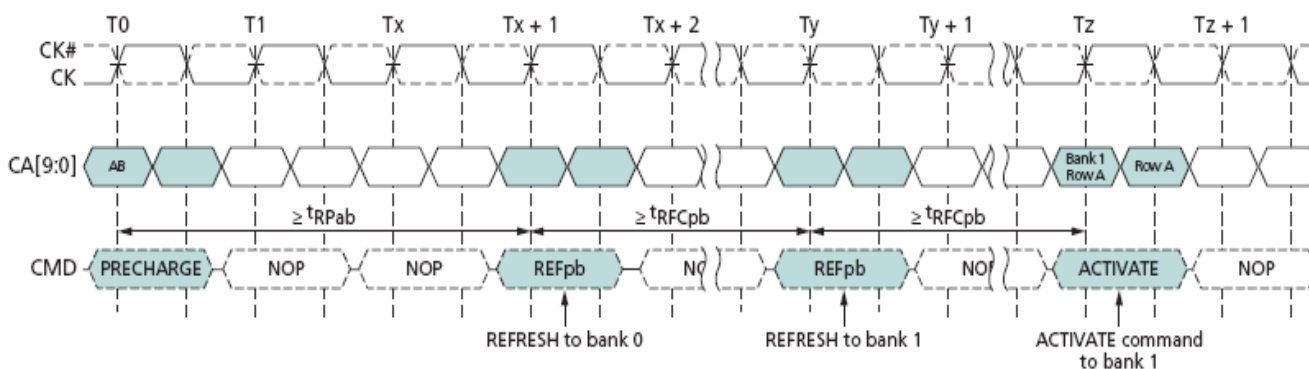 T0 T1 Tx Tx + 1 Tx + 2 Ty Ty + 1 Tz Tz + 1
CK#
CK
CA[9:0] AB Bank 1 Row A Row A
≥ tRPab ≥ tRFCpb ≥ tRFCpb
CMD PRECHARGE NOP NOP REFpb NO REFpb NOP ACTIVATE NOP
REFRESH to bank 0 REFRESH to bank 1 ACTIVATE command
to bank 1